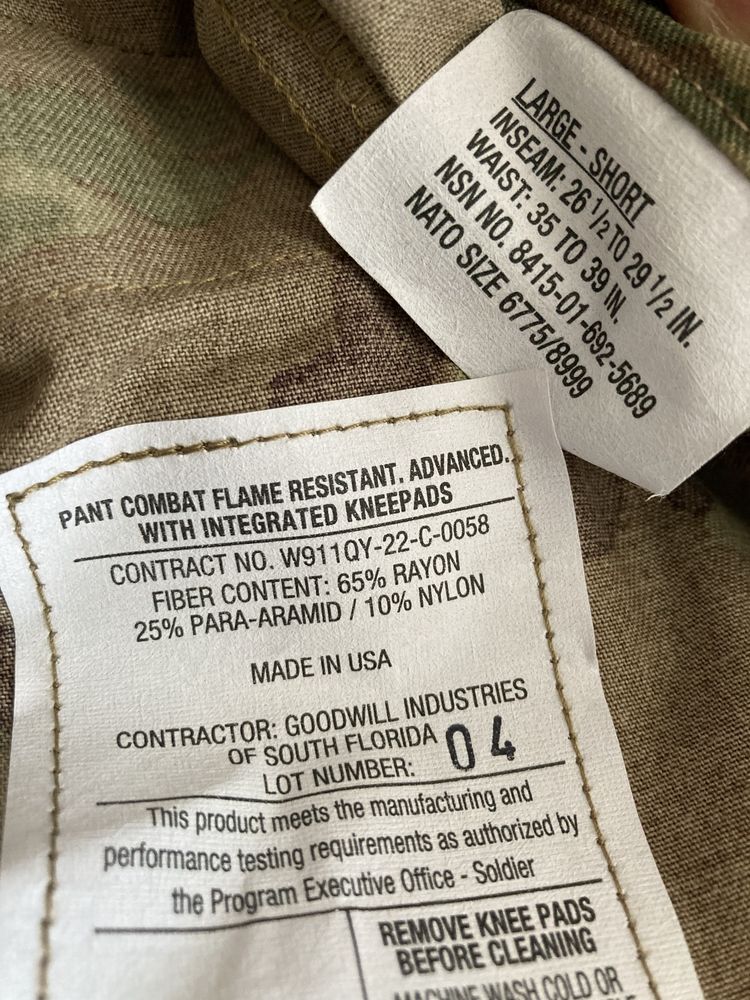 LARGE - SHORT
INSEAM: 26 1/2 TO 29 1/2 IN.
WAIST: 35 TO 39 IN.
NSN NO. 8415-01-692-5689
NATO SIZE 6775/8999
PANT COMBAT FLAME RESISTANT, ADVANCED,
WITH INTEGRATED KNEEPADS
CONTRACT NO. W911QY-22-C-0058
FIBER CONTENT: 65% RAYON
25% PARA-ARAMID / 10% NYLON
MADE IN USA
CONTRACTOR: GOODWILL INDUSTRIES
OF SOUTH FLORIDA
LOT NUMBER: 04
This product meets the manufacturing and
performance testing requirements as authorized by
the Program Executive Office - Soldier
REMOVE KNEE PADS
BEFORE CLEANING
MACHINE WASH COLD OR